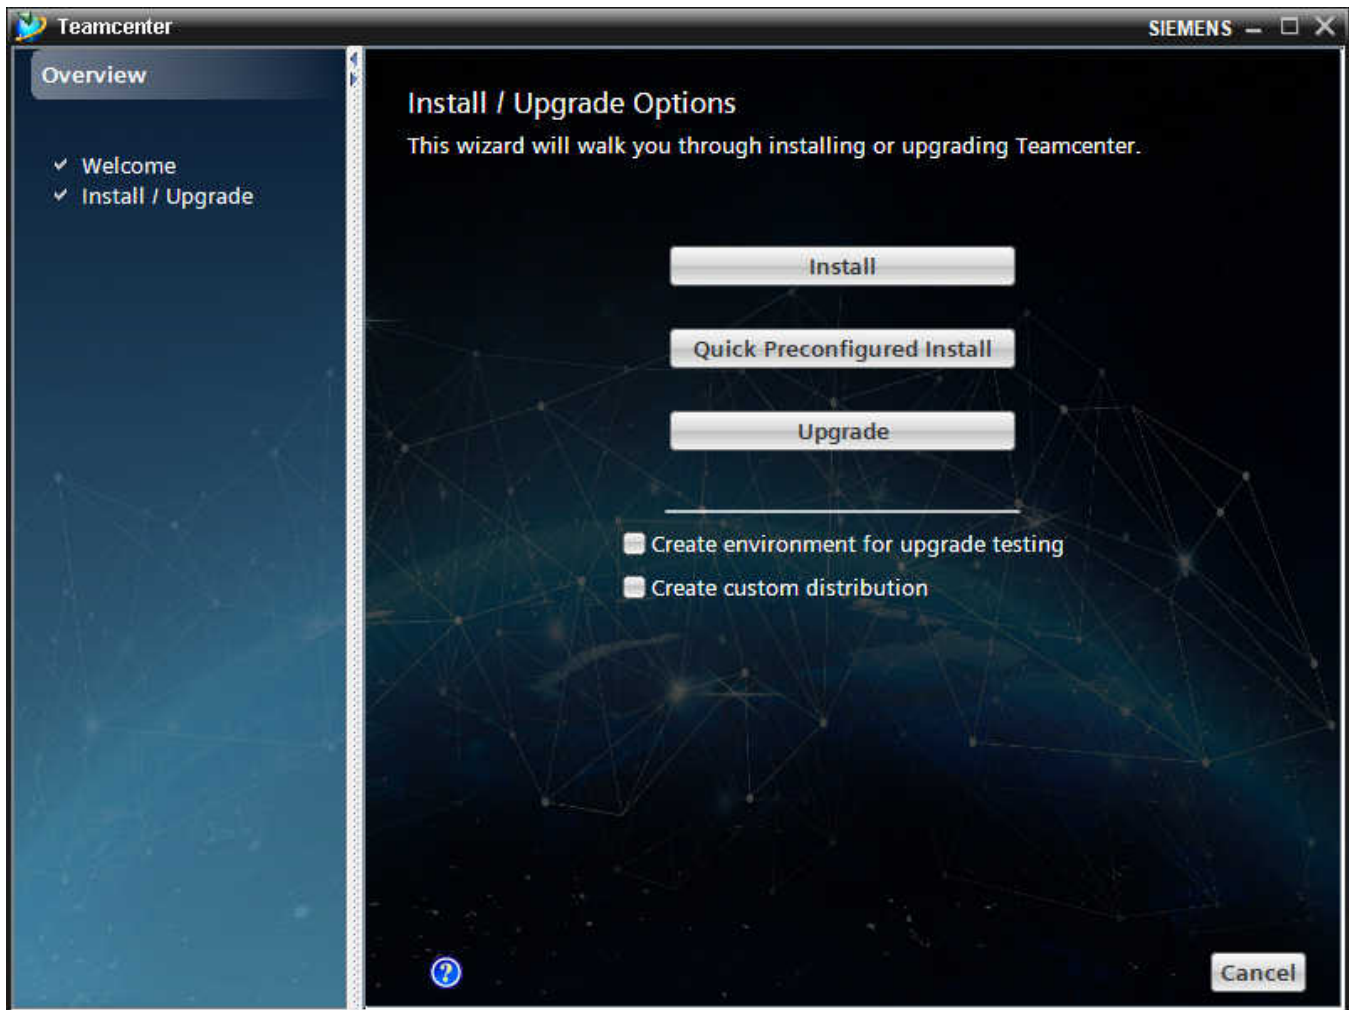 Teamcenter
SIEMENS
Overview
Welcome
Install / Upgrade
Install / Upgrade Options
This wizard will walk you through installing or upgrading Teamcenter.
Install
Quick Preconfigured Install
Upgrade
Create environment for upgrade testing
Create custom distribution
?
Cancel